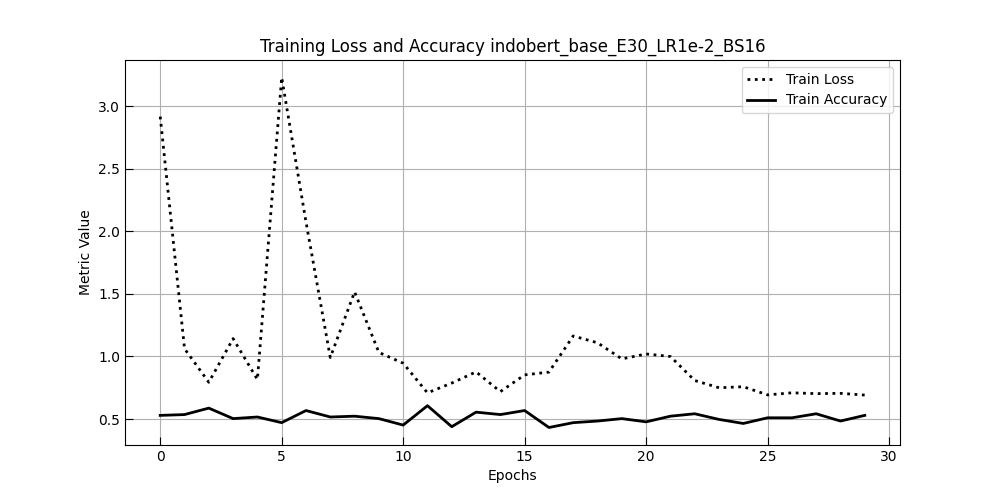 Training Loss and Accuracy indobert_base_E30_LR1e-2_BS16
Train Loss
Train Accuracy
Metric Value
3.0
2.5
2.0
1.5
1.0
0.5
0 5 10 15 20 25 30
Epochs